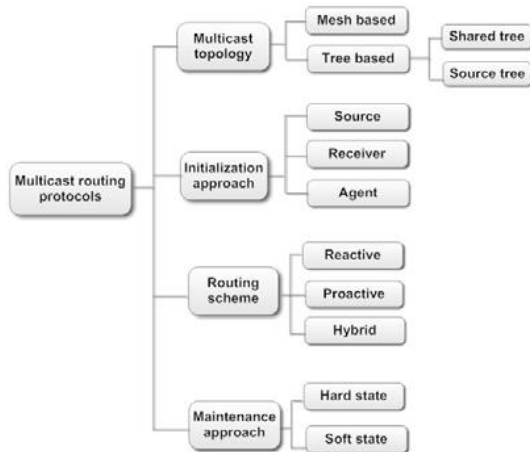 Multicast routing
protocols
Multicast
topology
Mesh based
Tree based
Shared tree
Source tree
Initialization
approach
Source
Receiver
Agent
Routing
scheme
Reactive
Proactive
Hybrid
Maintenance
approach
Hard state
Soft state